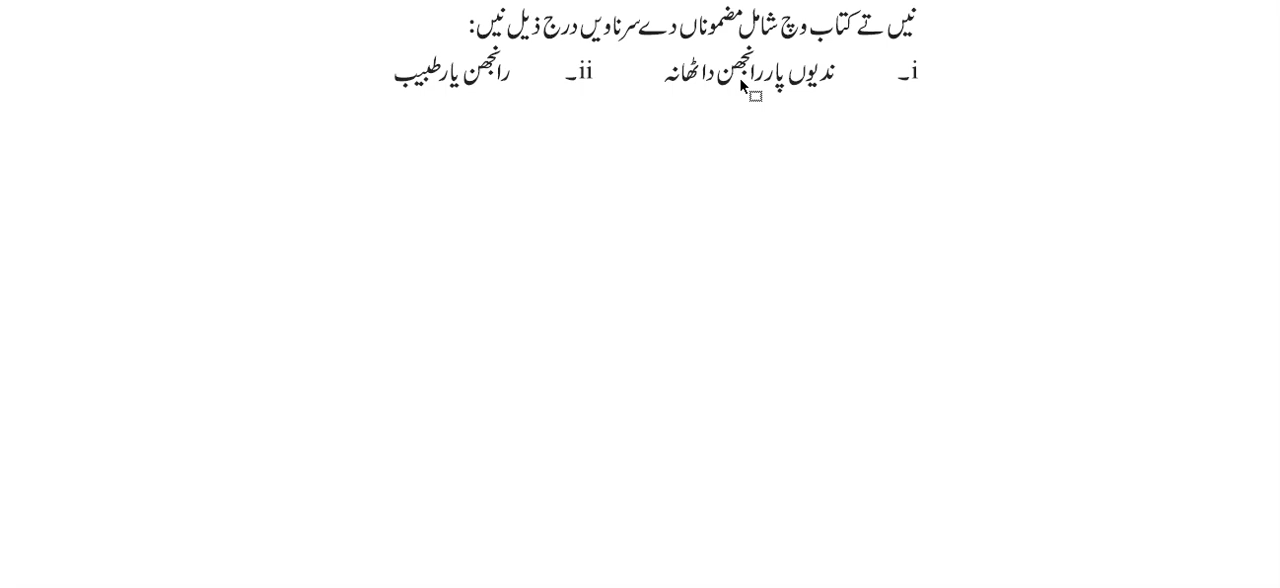 نیں تے کتاب وچ شامل مضموناں دے سرناویں درج ذیل نیں:
i۔ ندیوں پار رانجھن دا ٹھانہ ii۔ رانجھن یار طبیب